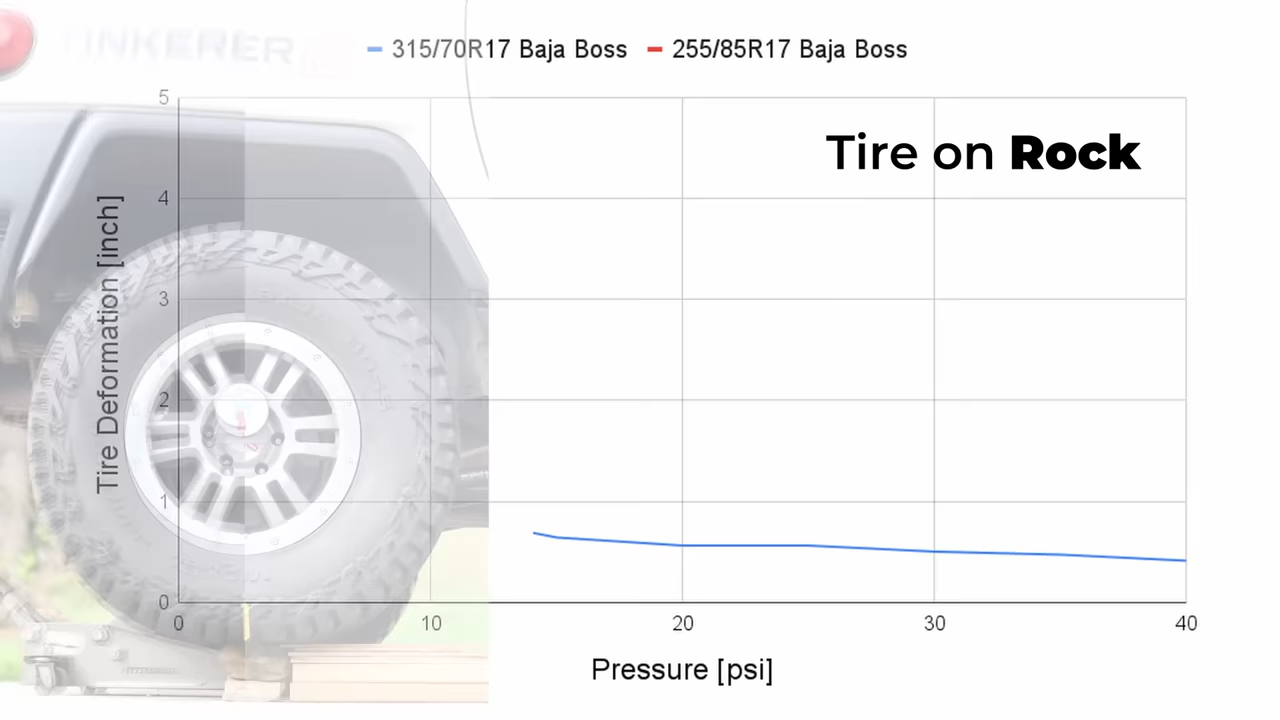 TINKERER
315/70R17 Baja Boss
255/85R17 Baja Boss
Tire on Rock
Tire Deformation [inch]
5
4
3
2
1
0
0
10
20
30
40
Pressure [psi]